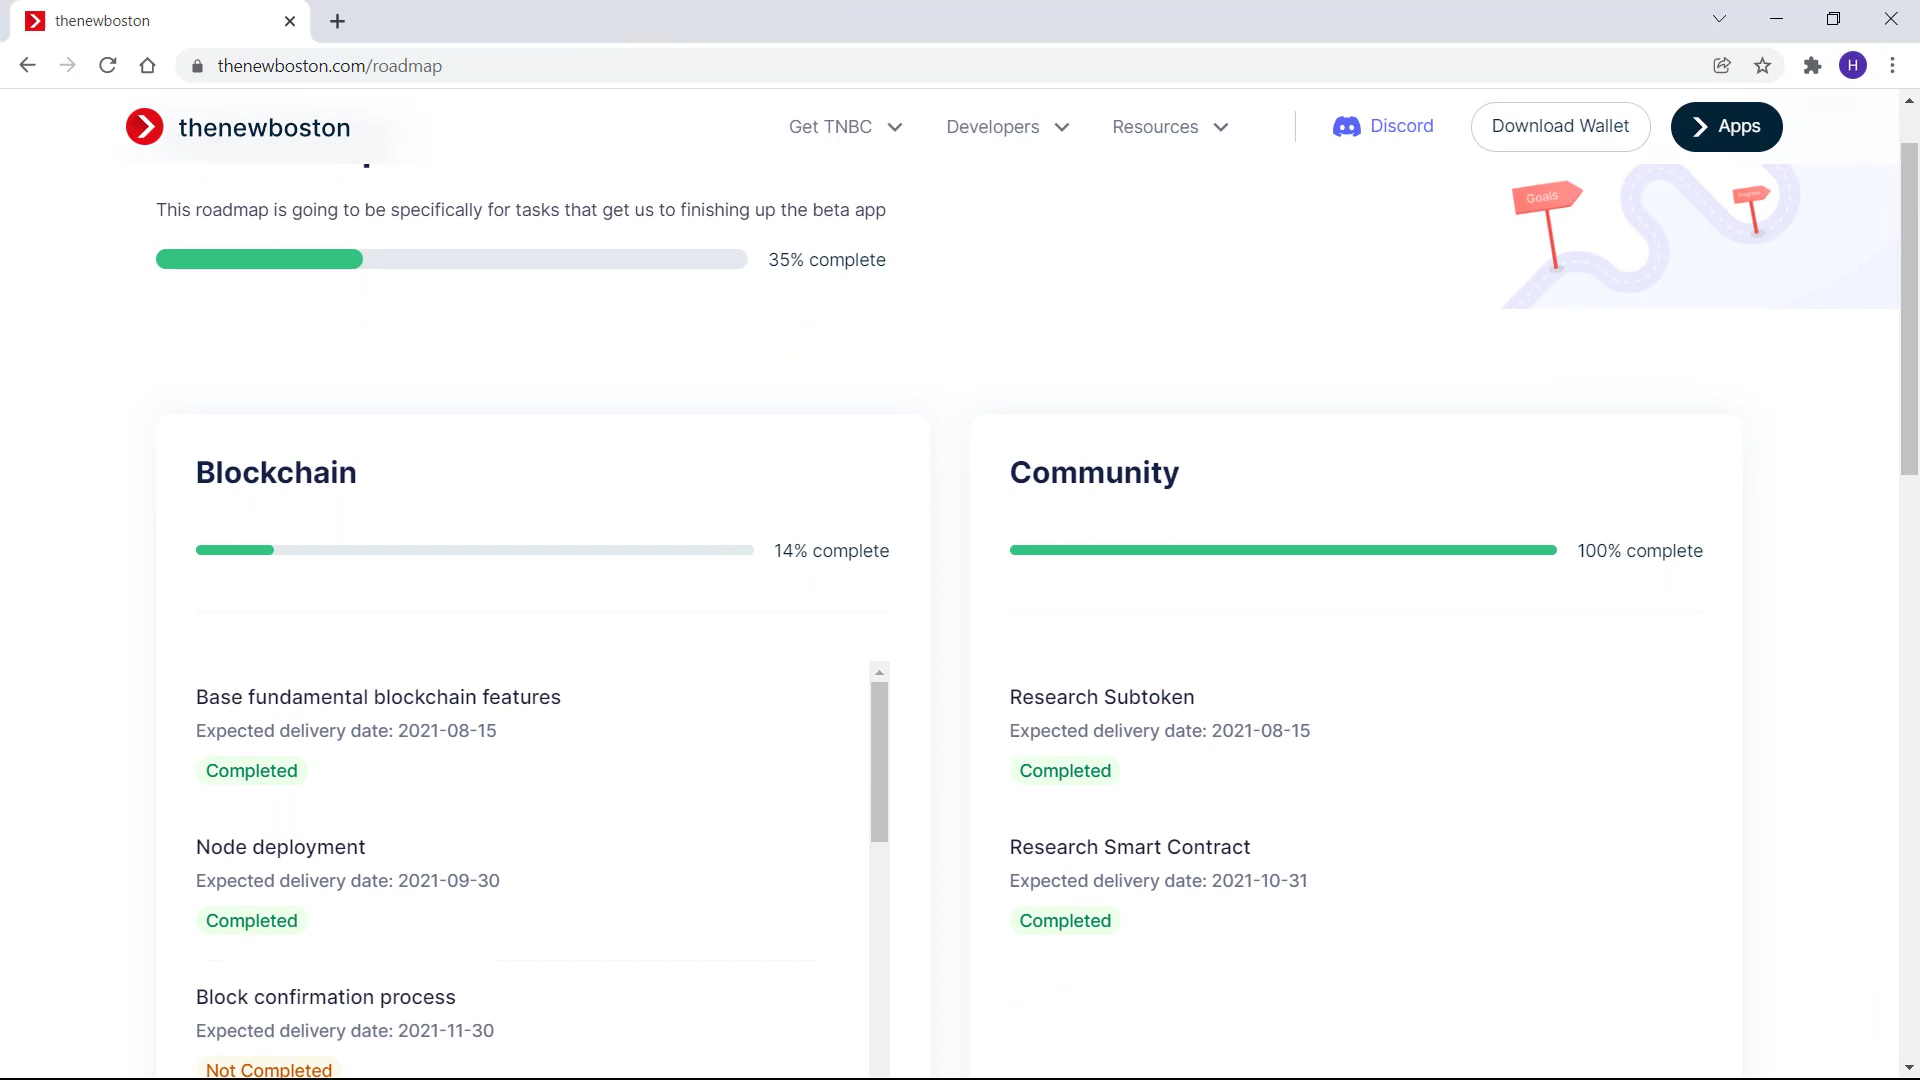 thenewboston
thenewboston.com/roadmap
H
thenewboston
Get TNBC
Developers
Resources
Discord
Download Wallet
Apps
This roadmap is going to be specifically for tasks that get us to finishing up the beta app
35% complete
Goals
Progress
Blockchain
14% complete
Base fundamental blockchain features
Expected delivery date: 2021-08-15
Completed
Node deployment
Expected delivery date: 2021-09-30
Completed
Block confirmation process
Expected delivery date: 2021-11-30
Not Completed
Community
100% complete
Research Subtoken
Expected delivery date: 2021-08-15
Completed
Research Smart Contract
Expected delivery date: 2021-10-31
Completed